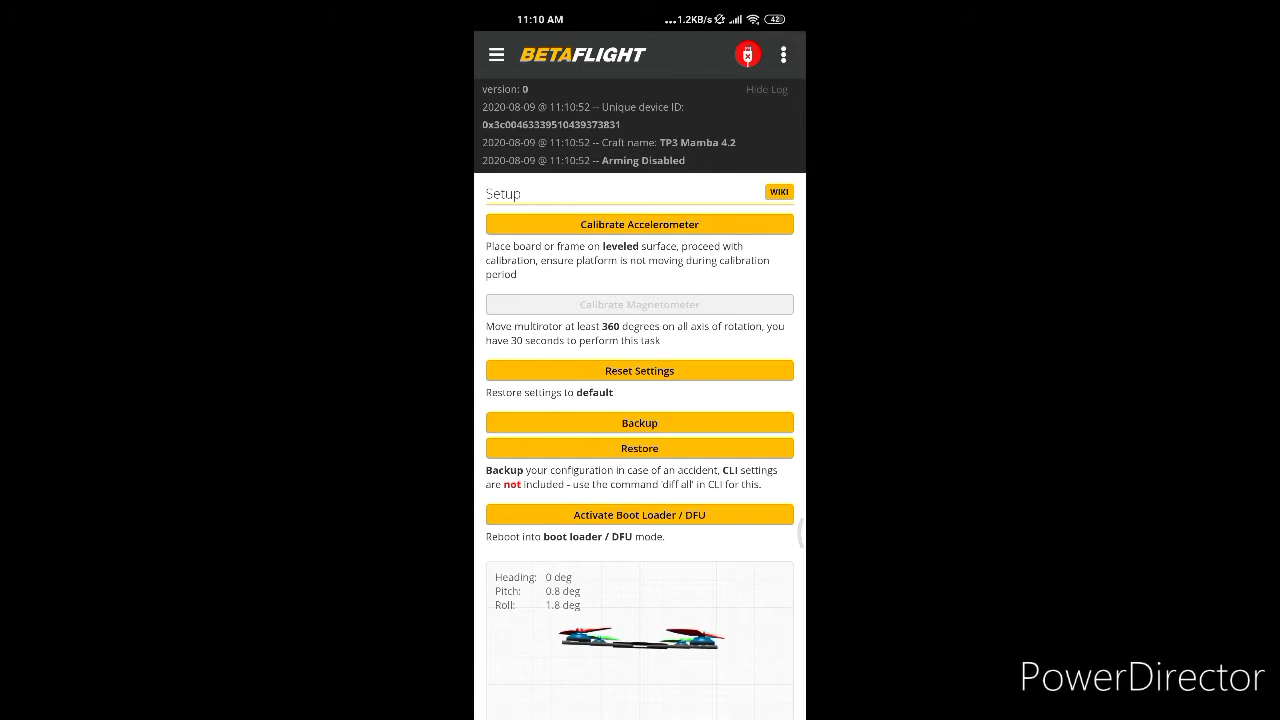 11:10 AM
...1.2KB/s
42
BETAFLIGHT
version: 0
Hide Log
2020-08-09 @ 11:10:52 -- Unique device ID:
0x3c00463339510439373831
2020-08-09 @ 11:10:52 -- Craft name: TP3 Mamba 4.2
2020-08-09 @ 11:10:52 -- Arming Disabled
Setup
WIKI
Calibrate Accelerometer
Place board or frame on leveled surface, proceed with
calibration, ensure platform is not moving during calibration
period
Calibrate Magnetometer
Move multirotor at least 360 degrees on all axis of rotation, you
have 30 seconds to perform this task
Reset Settings
Restore settings to default
Backup
Restore
Backup your configuration in case of an accident, CLI settings
are not included - use the command 'diff all' in CLI for this.
Activate Boot Loader / DFU
Reboot into boot loader / DFU mode.
Heading: 0 deg
Pitch: 0.8 deg
Roll: 1.8 deg
PowerDirector